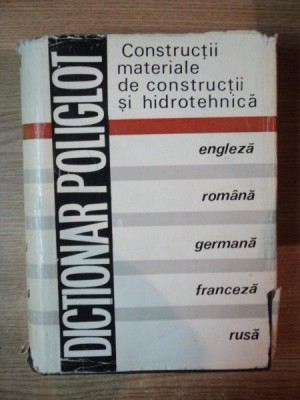 DICȚIONAR POLIGLOT
Construcții
materiale
de construcții
și hidrotehnică
engleză
română
germană
franceză
rusă